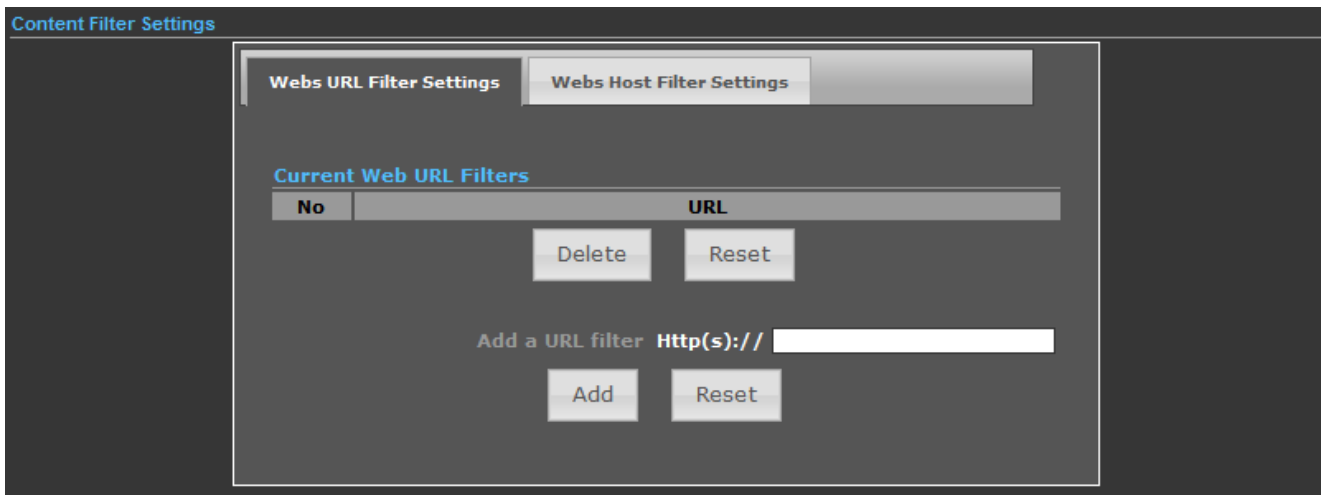 Content Filter Settings
Webs URL Filter Settings Webs Host Filter Settings
Current Web URL Filters
No URL
Delete Reset
Add a URL filter Http(s)://
Add Reset